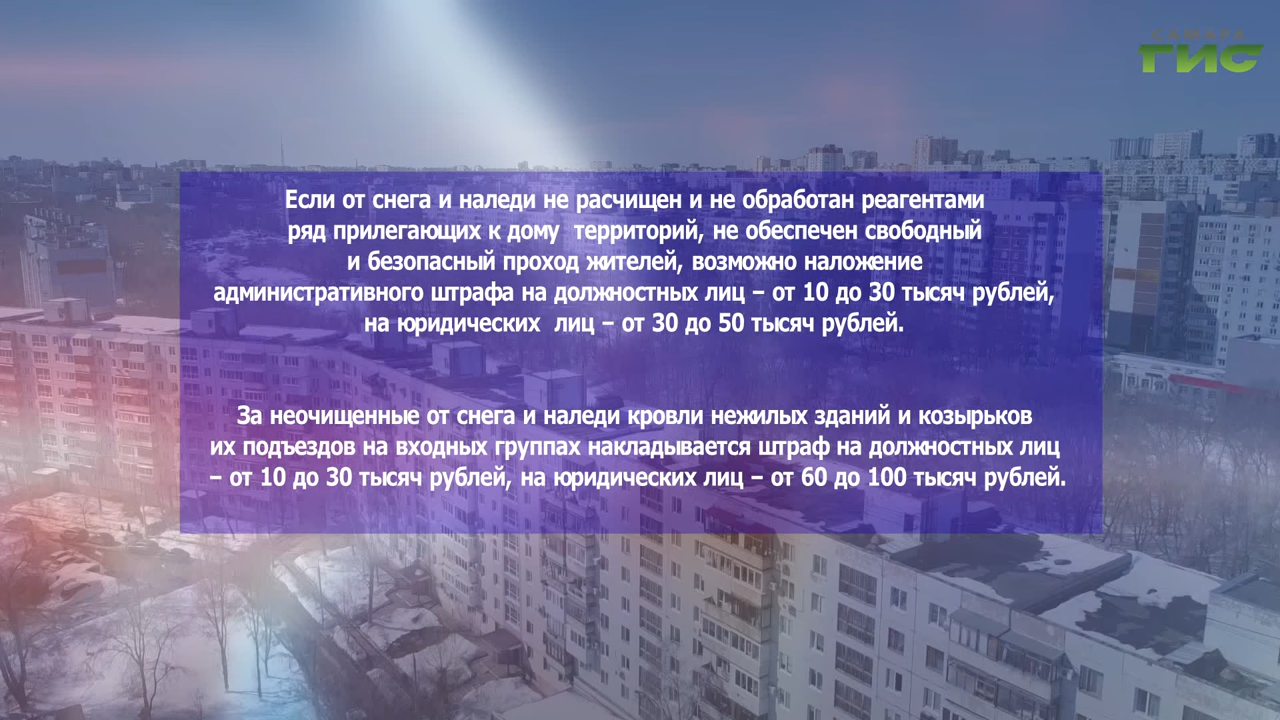 САМАРА
ГИС
Если от снега и наледи не расчищен и не обработан реагентами
ряд прилегающих к дому территорий, не обеспечен свободный
и безопасный проход жителей, возможно наложение
административного штрафа на должностных лиц – от 10 до 30 тысяч рублей,
на юридических лиц – от 30 до 50 тысяч рублей.
За неочищенные от снега и наледи кровли нежилых зданий и козырьков
их подъездов на входных группах накладывается штраф на должностных лиц
– от 10 до 30 тысяч рублей, на юридических лиц – от 60 до 100 тысяч рублей.